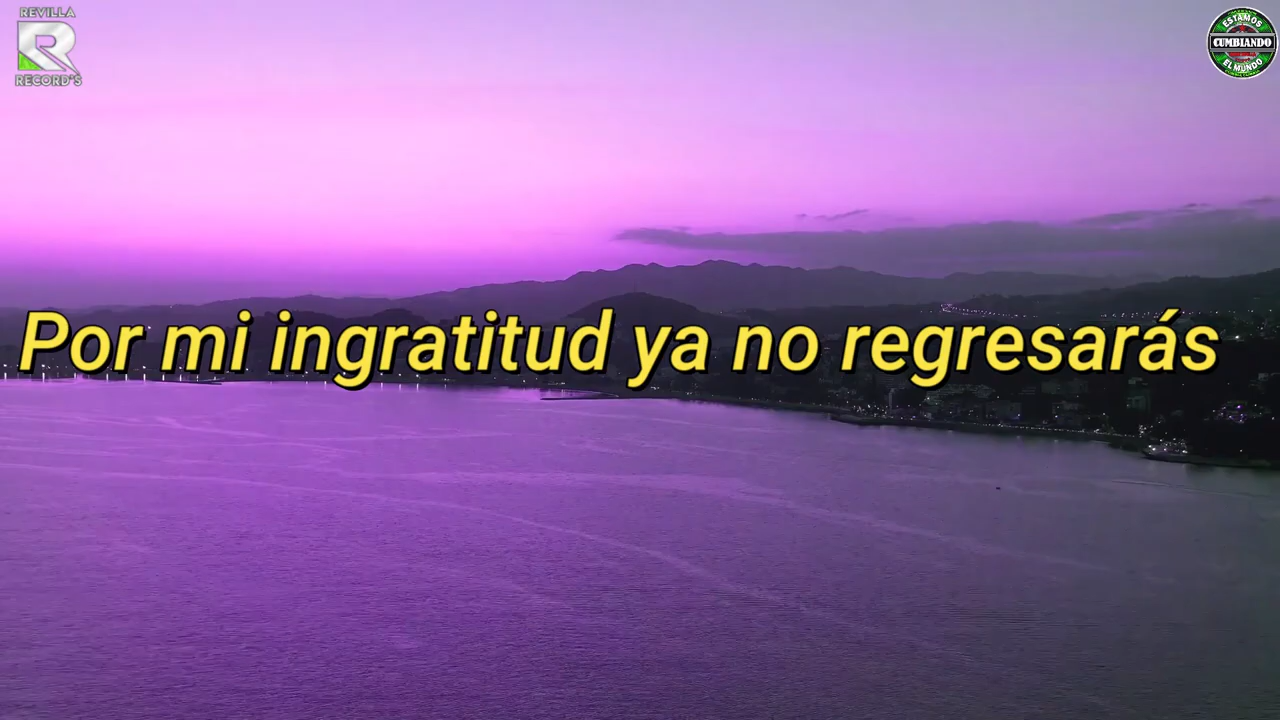 REVILLA
R
RECORD'S
ESTAMOS
CUMBIANDO
EL MUNDO
Por mi ingratitud ya no regresarás